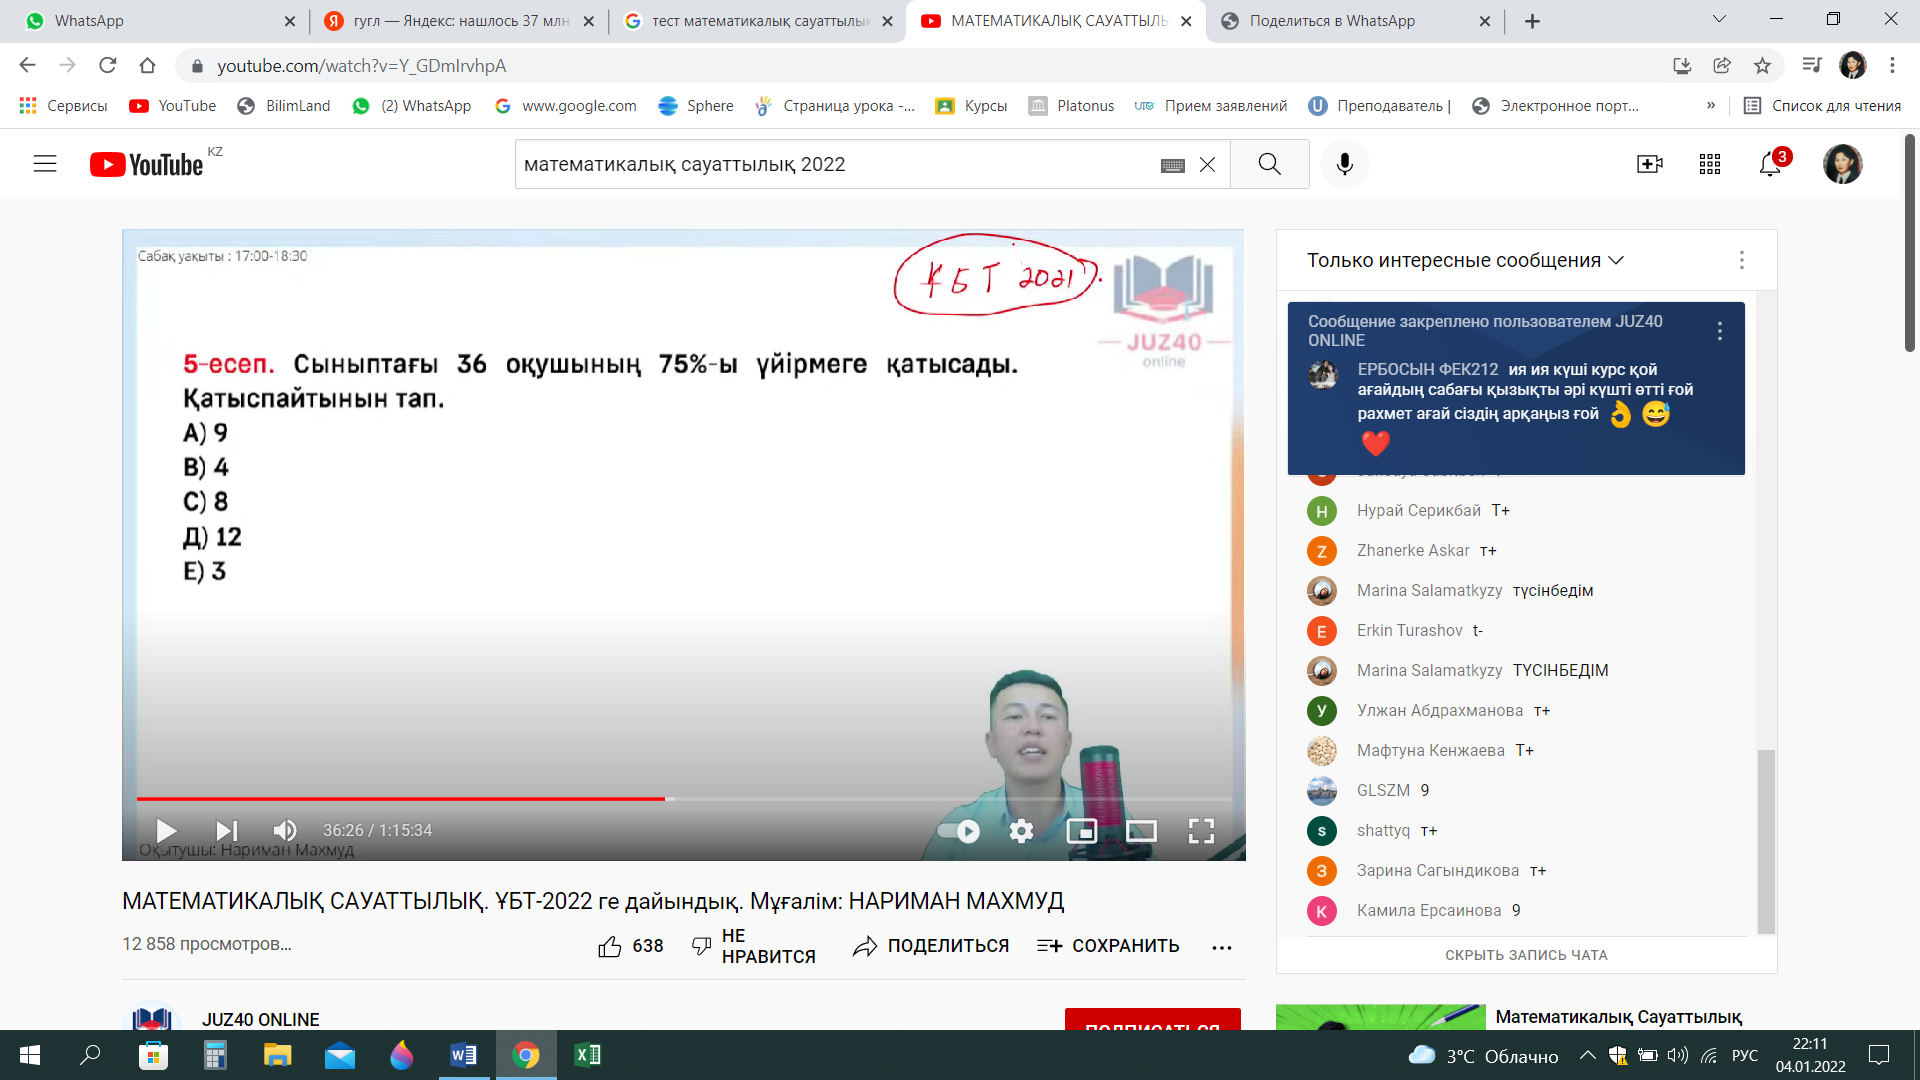 WhatsApp
гугл — Яндекс: нашлось 37 млн
тест математикалық сауаттылық
МАТЕМАТИКАЛЫҚ САУАТТЫЛЫ
Поделиться в WhatsApp
youtube.com/watch?v=Y_GDmIrvhpA
Сервисы
YouTube
BilimLand
(2) WhatsApp
www.google.com
Sphere
Страница урока -...
Курсы
Platonus
Прием заявлений
Преподаватель |
Электронное порт...
»
Список для чтения
YouTube KZ
математикалық сауаттылық 2022
3
Сабақ уақыты : 17:00-18:30
ҰБТ 2021
JUZ40
online
5-есеп. Сыныптағы 36 оқушының 75%-ы үйірмеге қатысады.
Қатыспайтынын тап.
А) 9
В) 4
С) 8
Д) 12
Е) 3
36:26 / 1:15:34
Оқытушы: Нариман Махмуд
Только интересные сообщения
Сообщение закреплено пользователем JUZ40
ONLINE
ЕРБОСЫН ФЕК212 ия ия күші курс қой
ағайдың сабағы қызықты әрі күшті өтті ғой
рахмет ағай сіздің арқаңыз ғой 👌 😅
❤️
Нурай Серикбай Т+
Zhanerke Askar т+
Marina Salamatkyzy түсінбедім
Erkin Turashov t-
Marina Salamatkyzy ТҮСІНБЕДІМ
Улжан Абдрахманова т+
Мафтуна Кенжаева Т+
GLSZM 9
shattyq т+
Зарина Сагындикова т+
Камила Ерсаинова 9
СКРЫТЬ ЗАПИСЬ ЧАТА
МАТЕМАТИКАЛЫҚ САУАТТЫЛЫҚ. ҰБТ-2022 ге дайындық. Мұғалім: НАРИМАН МАХМУД
12 858 просмотров...
638
НЕ
НРАВИТСЯ
ПОДЕЛИТЬСЯ
СОХРАНИТЬ
JUZ40 ONLINE
ПОДПИСАТЬСЯ
Математикалық Сауаттылық
3°C Облачно
РУС
22:11
04.01.2022